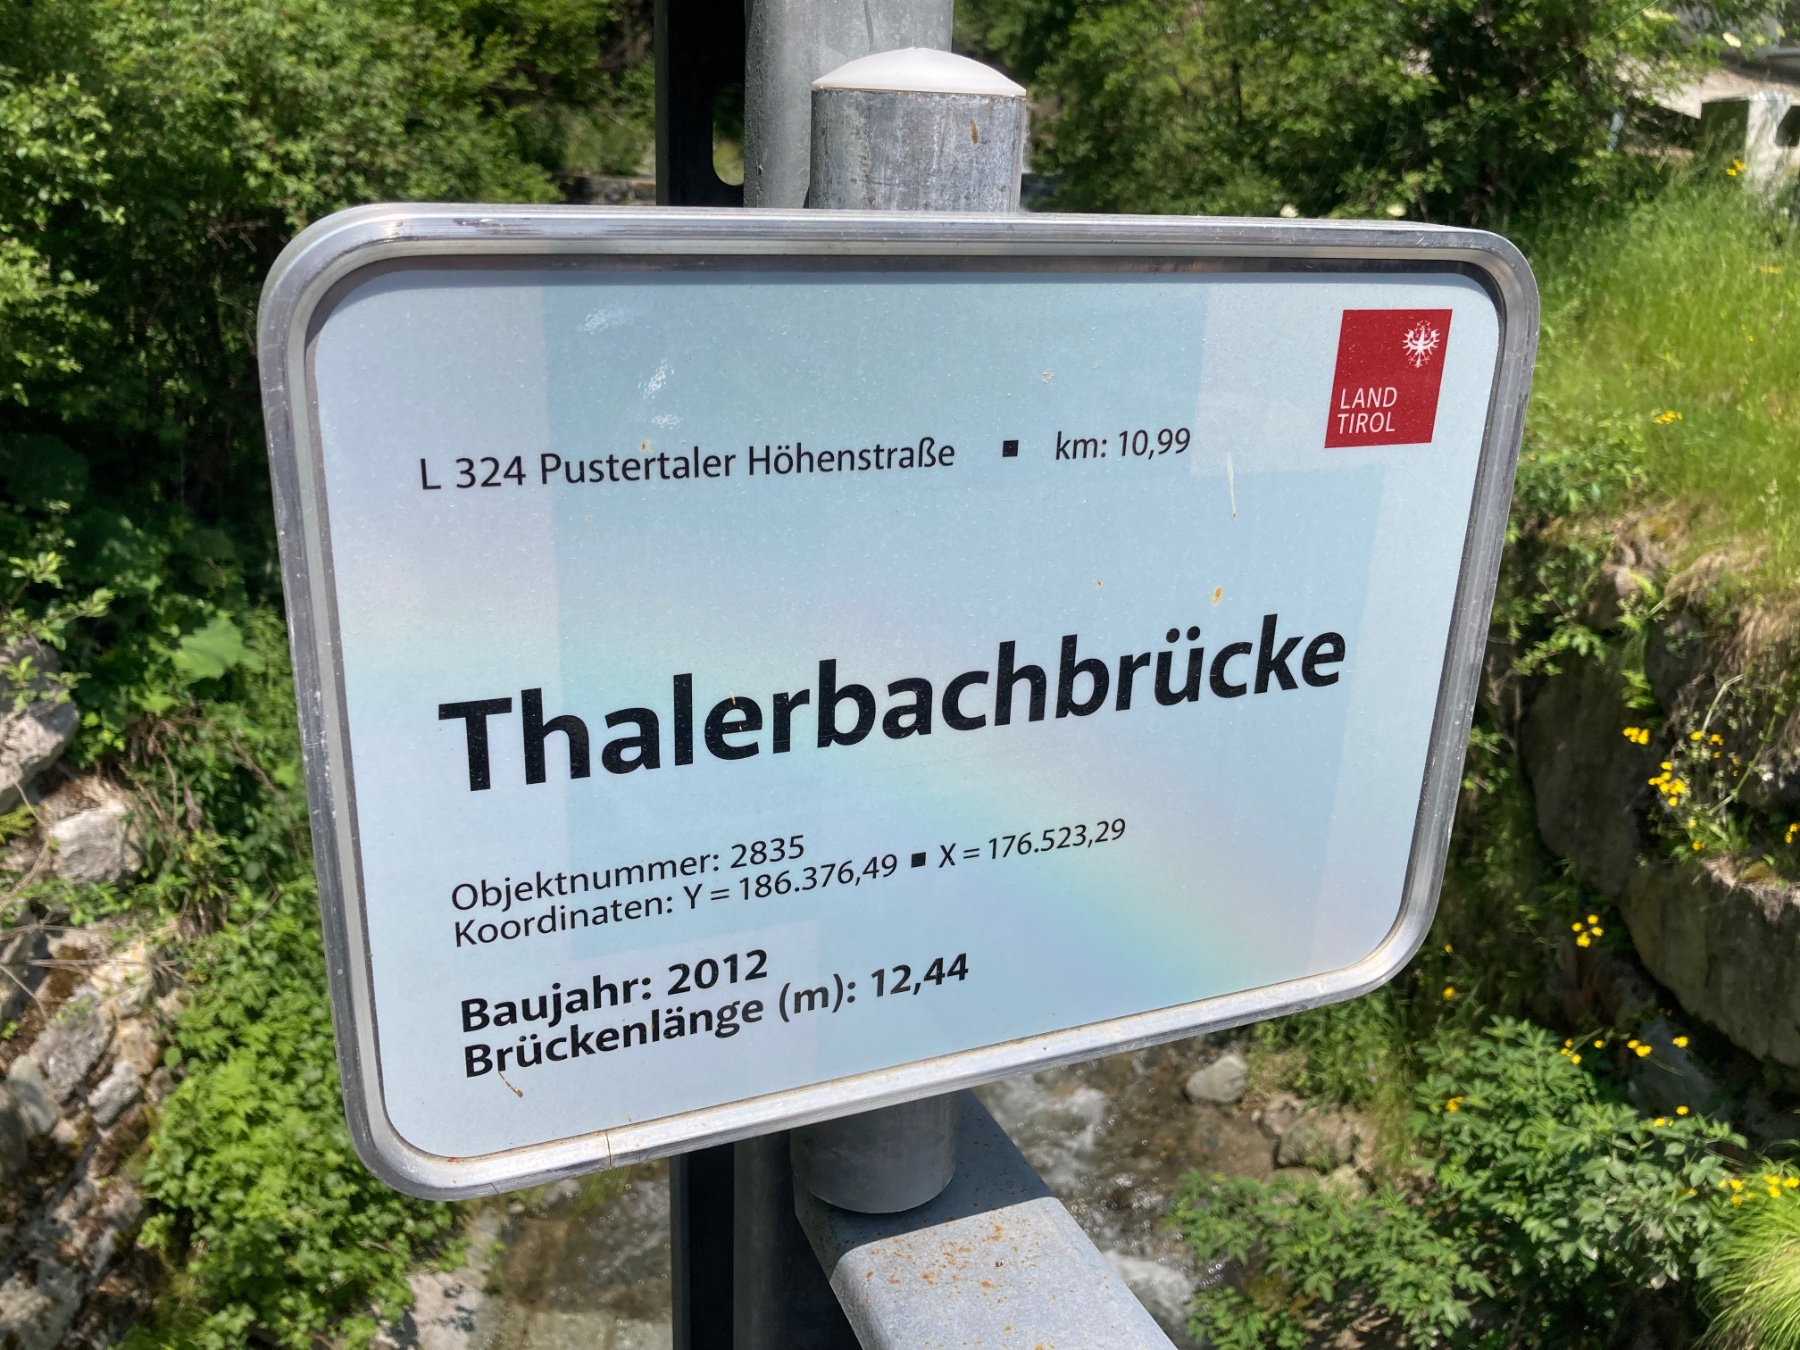 LAND
TIROL
L 324 Pustertaler Höhenstraße ▪ km: 10,99
Thalerbachbrücke
Objektnummer: 2835
Koordinaten: Y = 186.376,49 ▪ X = 176.523,29
Baujahr: 2012
Brückenlänge (m): 12,44